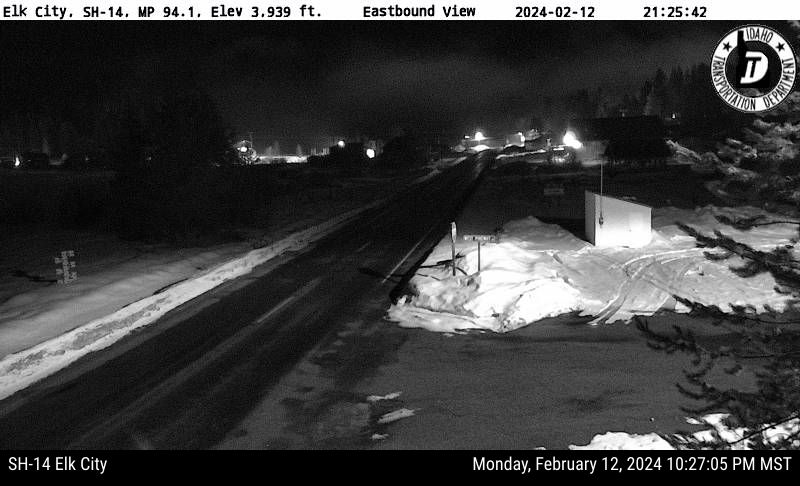 Elk City, SH-14, MP 94.1, Elev 3,939 ft. Eastbound View 2024-02-12 21:25:42
IDAHO
TRANSPORTATION DEPARTMENT
SH-14 Elk City Monday, February 12, 2024 10:27:05 PM MST